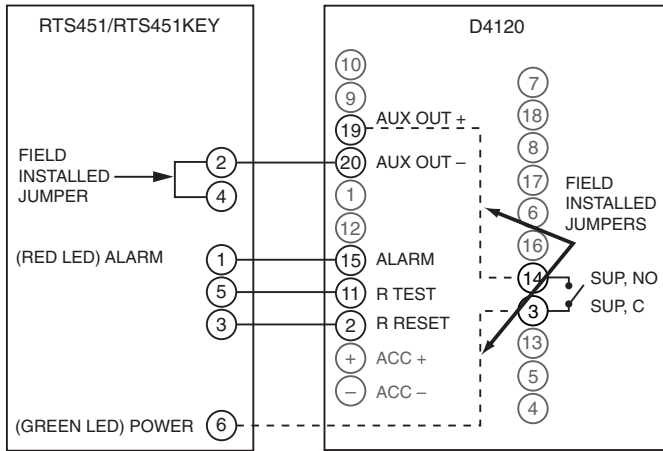 RTS451/RTS451KEY
D4120
10
9
19 AUX OUT +
20 AUX OUT –
1
12
15 ALARM
11 R TEST
2 R RESET
+ ACC +
– ACC –
FIELD
INSTALLED
JUMPER
2
4
(RED LED) ALARM 1
5
3
(GREEN LED) POWER 6
7
18
8
17
6
16
14 SUP, NO
3 SUP, C
13
5
4
FIELD
INSTALLED
JUMPERS